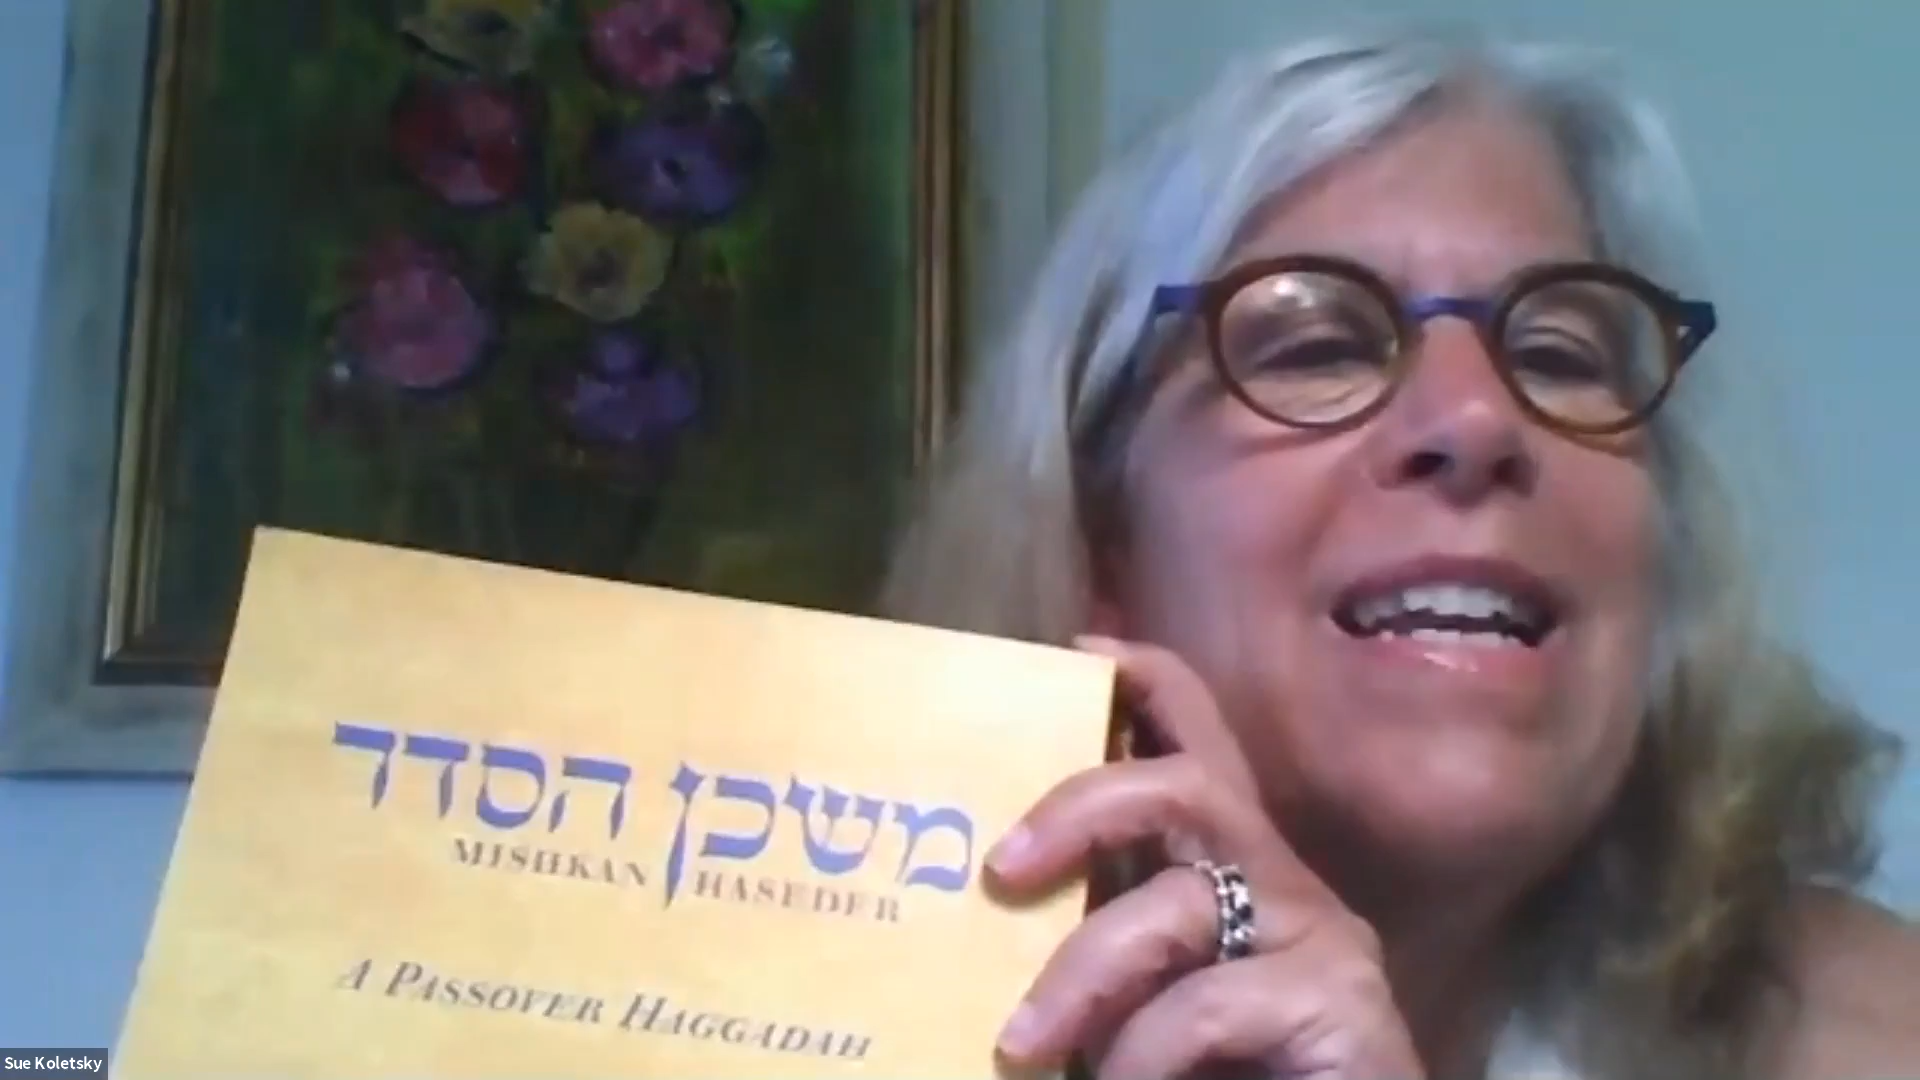 משכן הסדר
MISHKAN HASEDER
A PASSOVER HAGGADAH
Sue Koletsky